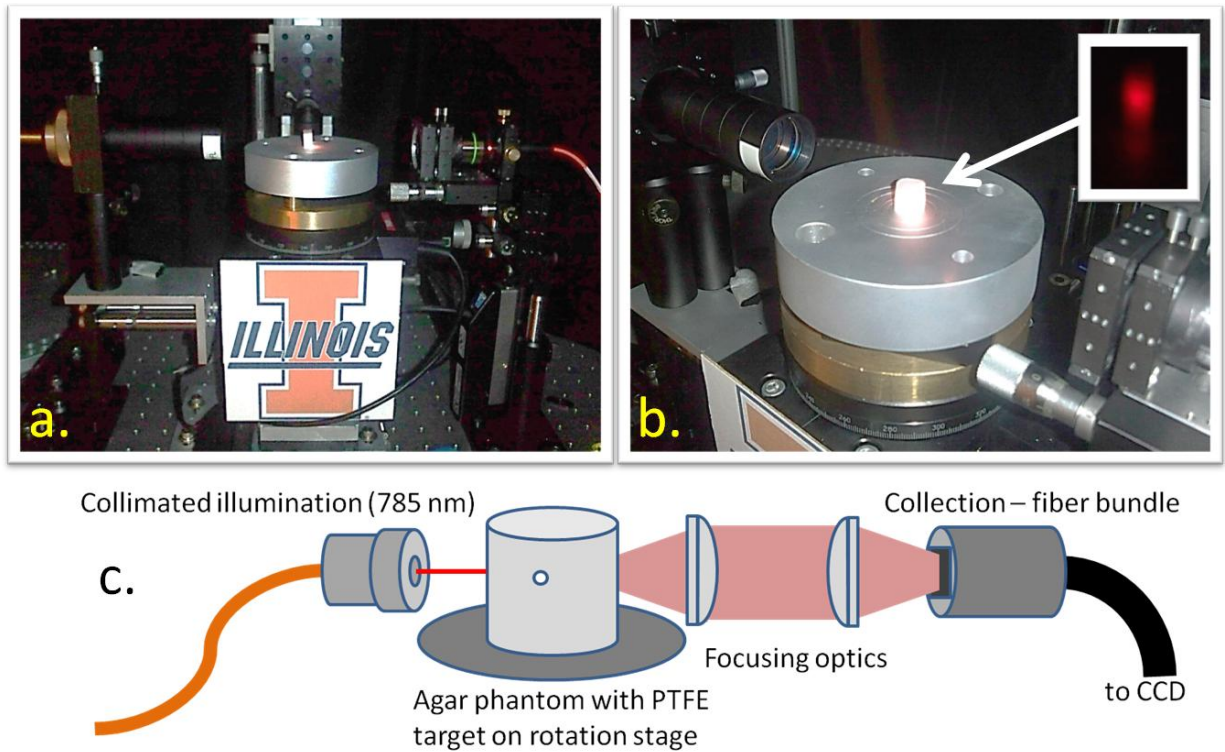 ILLINOIS
a.
b.
Collimated illumination (785 nm)
Collection – fiber bundle
c.
Focusing optics
Agar phantom with PTFE
target on rotation stage
to CCD